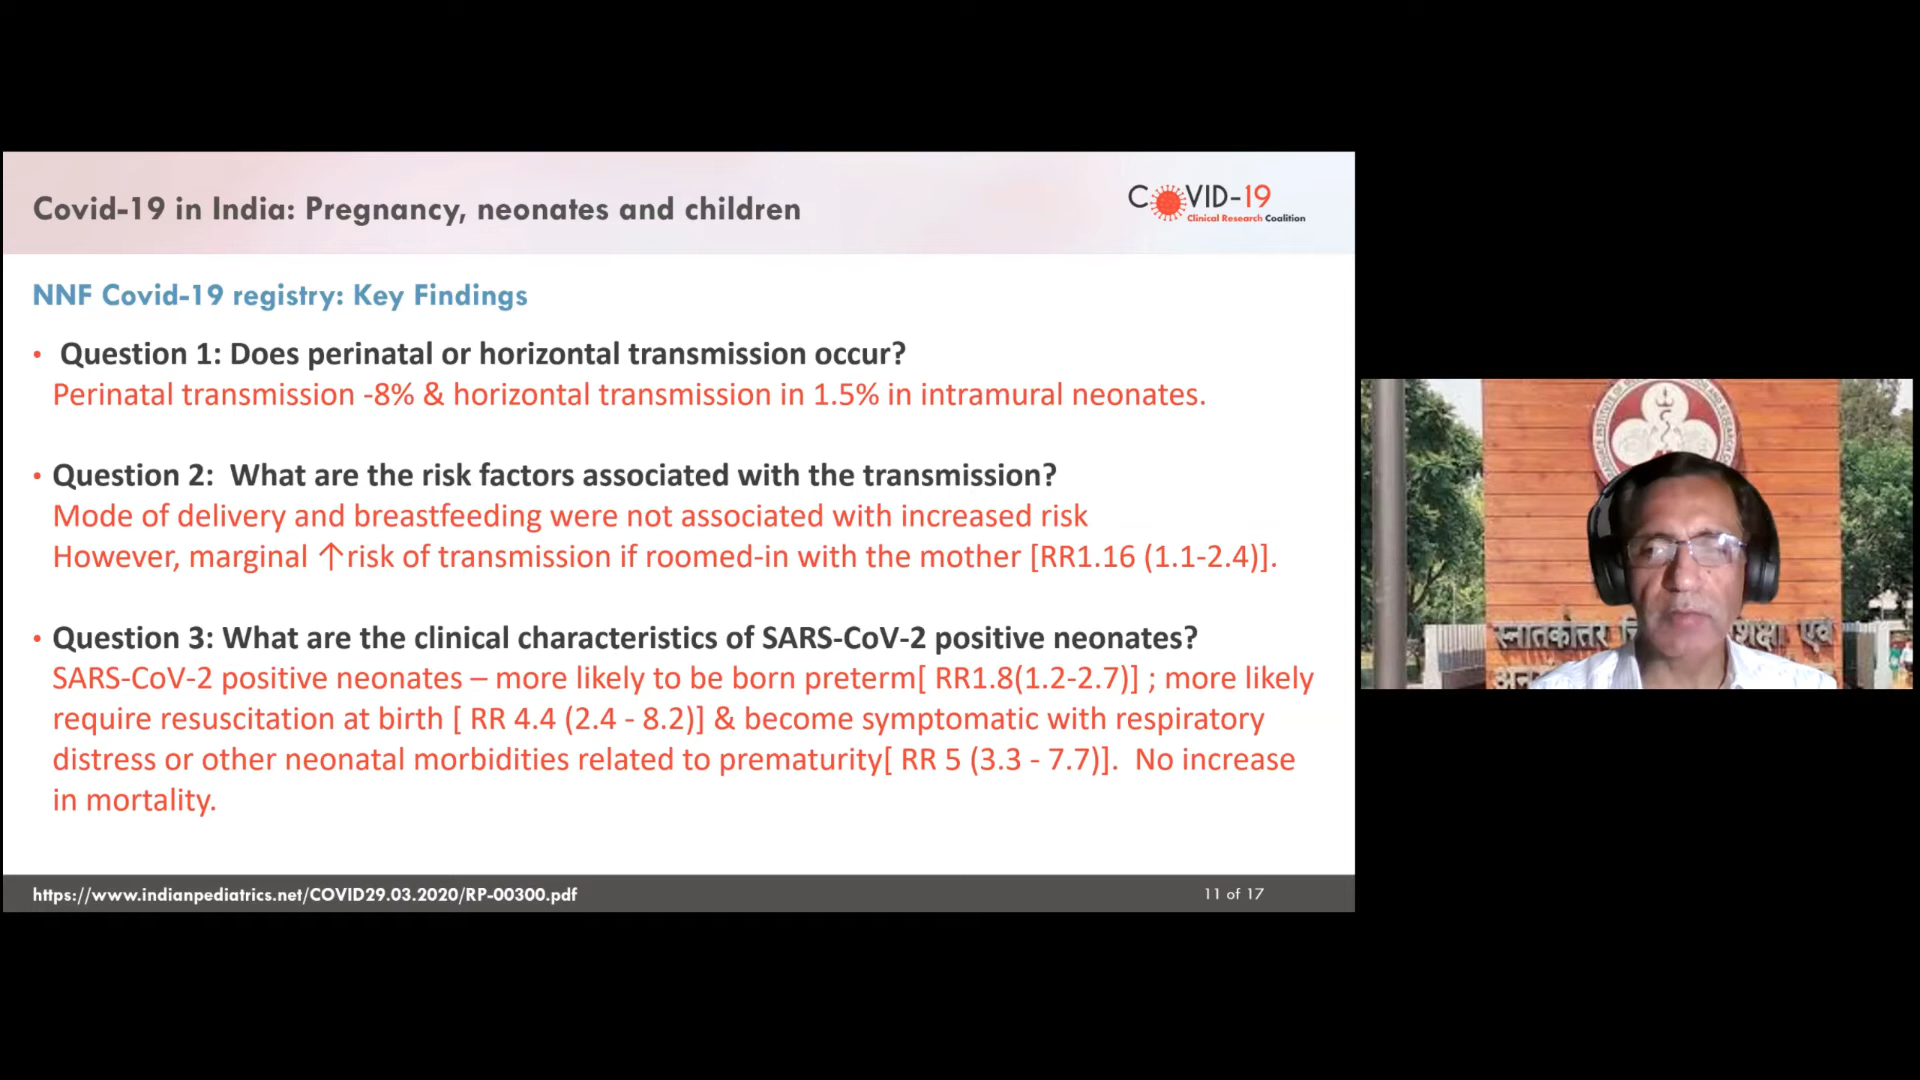 Covid-19 in India: Pregnancy, neonates and children
COVID-19
Clinical Research Coalition
NNF Covid-19 registry: Key Findings
• Question 1: Does perinatal or horizontal transmission occur?
Perinatal transmission -8% & horizontal transmission in 1.5% in intramural neonates.
• Question 2: What are the risk factors associated with the transmission?
Mode of delivery and breastfeeding were not associated with increased risk
However, marginal ↑risk of transmission if roomed-in with the mother [RR1.16 (1.1-2.4)].
• Question 3: What are the clinical characteristics of SARS-CoV-2 positive neonates?
SARS-CoV-2 positive neonates – more likely to be born preterm[ RR1.8(1.2-2.7)] ; more likely
require resuscitation at birth [ RR 4.4 (2.4 - 8.2)] & become symptomatic with respiratory
distress or other neonatal morbidities related to prematurity[ RR 5 (3.3 - 7.7)]. No increase
in mortality.
https://www.indianpediatrics.net/COVID29.03.2020/RP-00300.pdf
11 of 17
स्नातकोत्तर
एवं